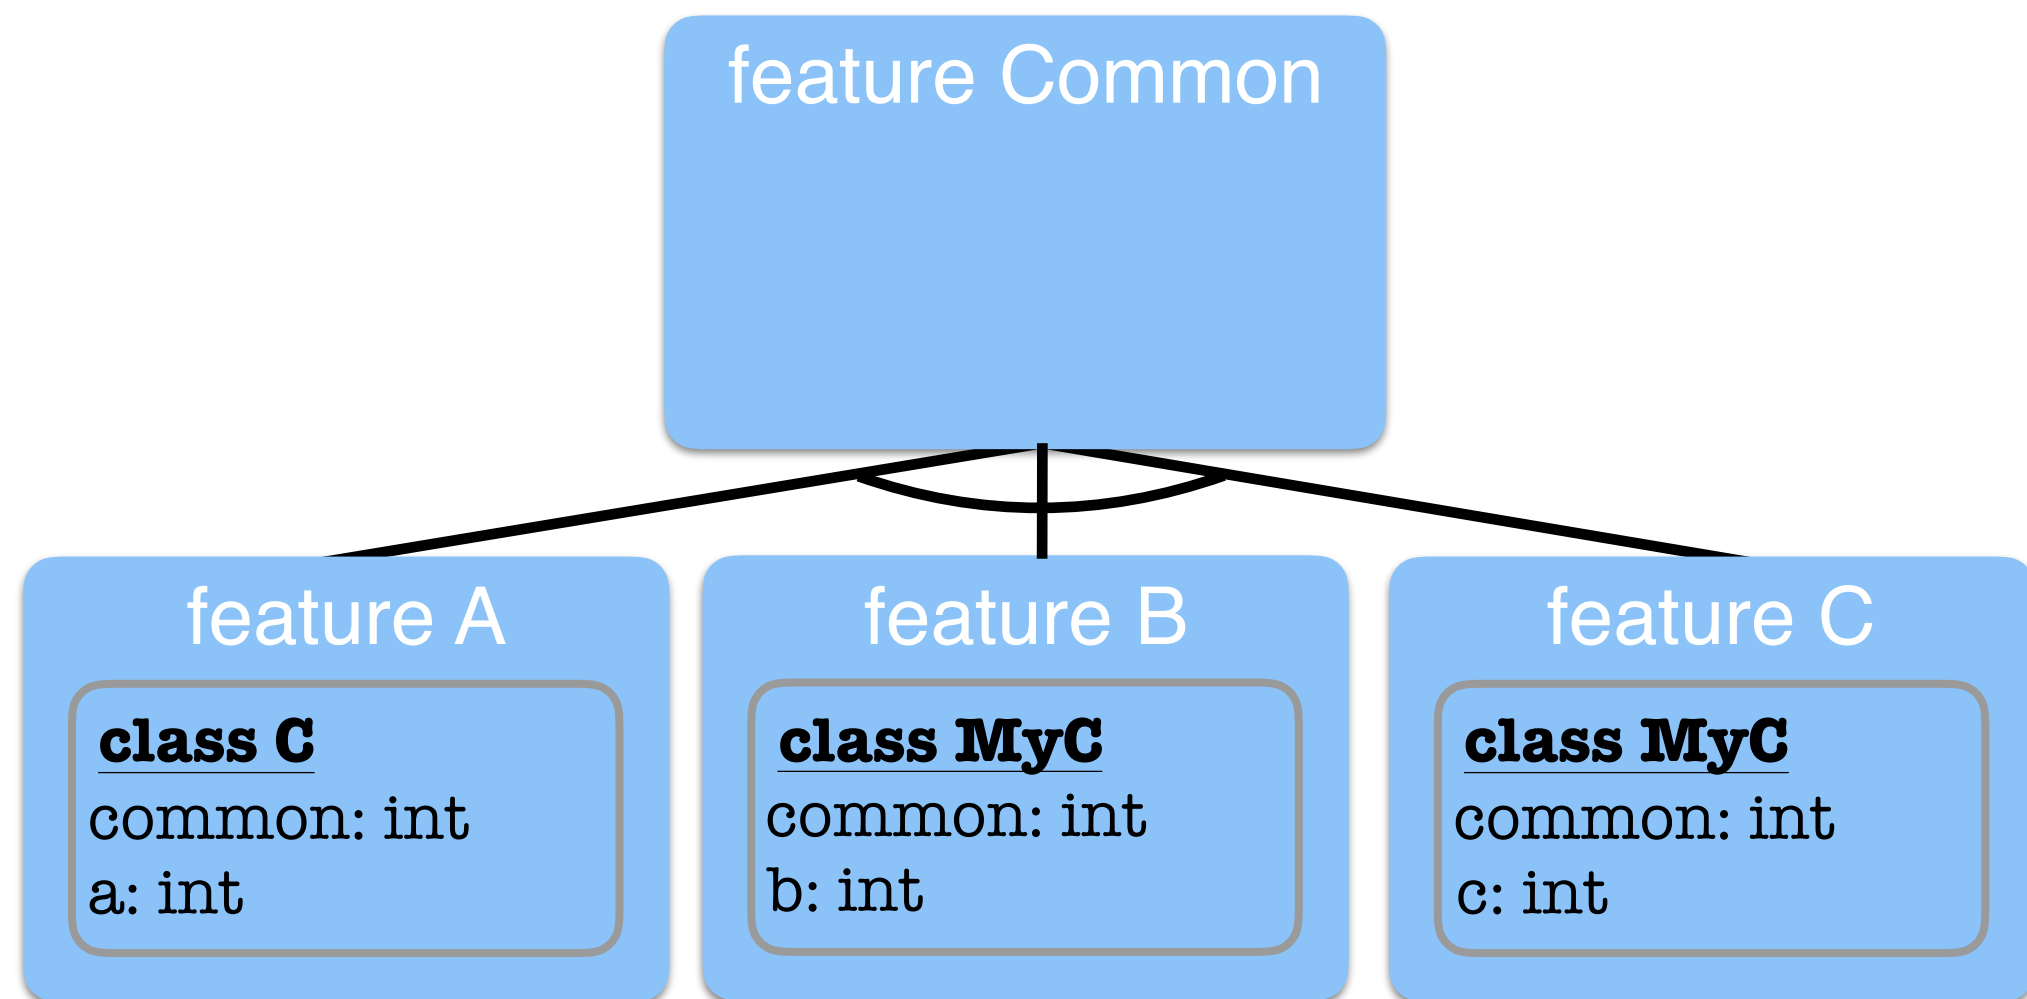 feature Common
feature A
class C
common: int
a: int
feature B
class MyC
common: int
b: int
feature C
class MyC
common: int
c: int